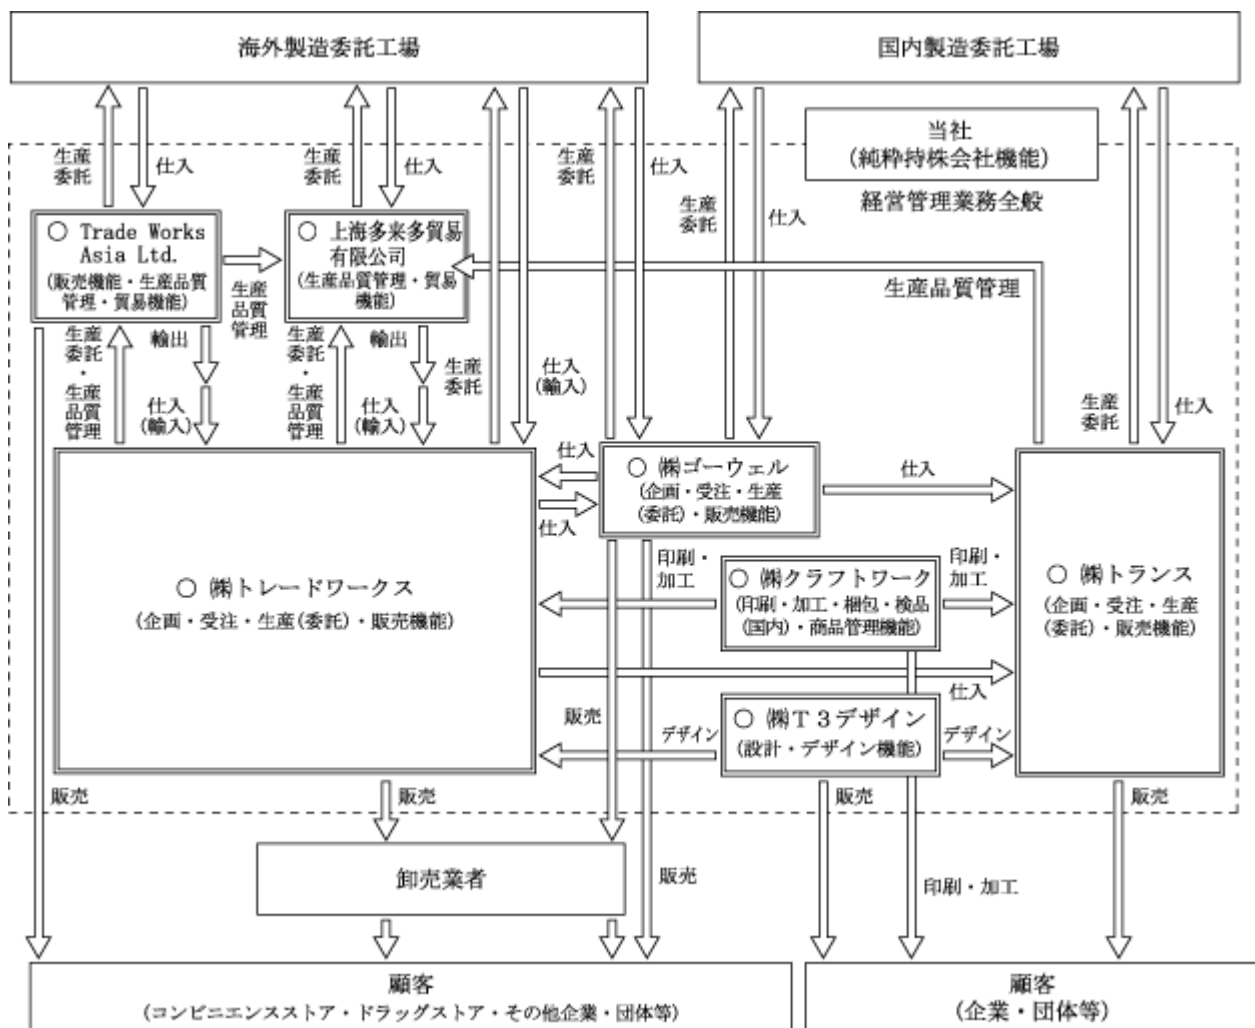 海外製造委託工場
国内製造委託工場
当社
(純粋持株会社機能)
経営管理業務全般
生産
委託
仕入
生産
委託
仕入
生産
委託
仕入
生産
委託
仕入
○ Trade Works
Asia Ltd.
(販売機能・生産品質
管理・貿易機能)
○ 上海多来多貿易
有限公司
(生産品質管理・貿易
機能)
生産
品質
管理
生産品質管理
生産
委託
・
生産
品質
管理
輸出
仕入
(輸入)
生産
委託
・
生産
品質
管理
輸出
仕入
(輸入)
生産
委託
仕入
(輸入)
生産
委託
仕入
仕入
仕入
○ ㈱ゴーウェル
(企画・受注・生産
(委託)・販売機能)
仕入
○ ㈱トレードワークス
(企画・受注・生産(委託)・販売機能)
印刷・
加工
○ ㈱クラフトワーク
(印刷・加工・梱包・検品
(国内)・商品管理機能)
印刷・
加工
○ ㈱トランス
(企画・受注・生産
(委託)・販売機能)
仕入
販売
デザイン
○ ㈱T3デザイン
(設計・デザイン機能)
デザイン
販売
販売
販売
販売
卸売業者
販売
印刷・加工
顧客
(コンビニエンスストア・ドラッグストア・その他企業・団体等)
顧客
(企業・団体等)